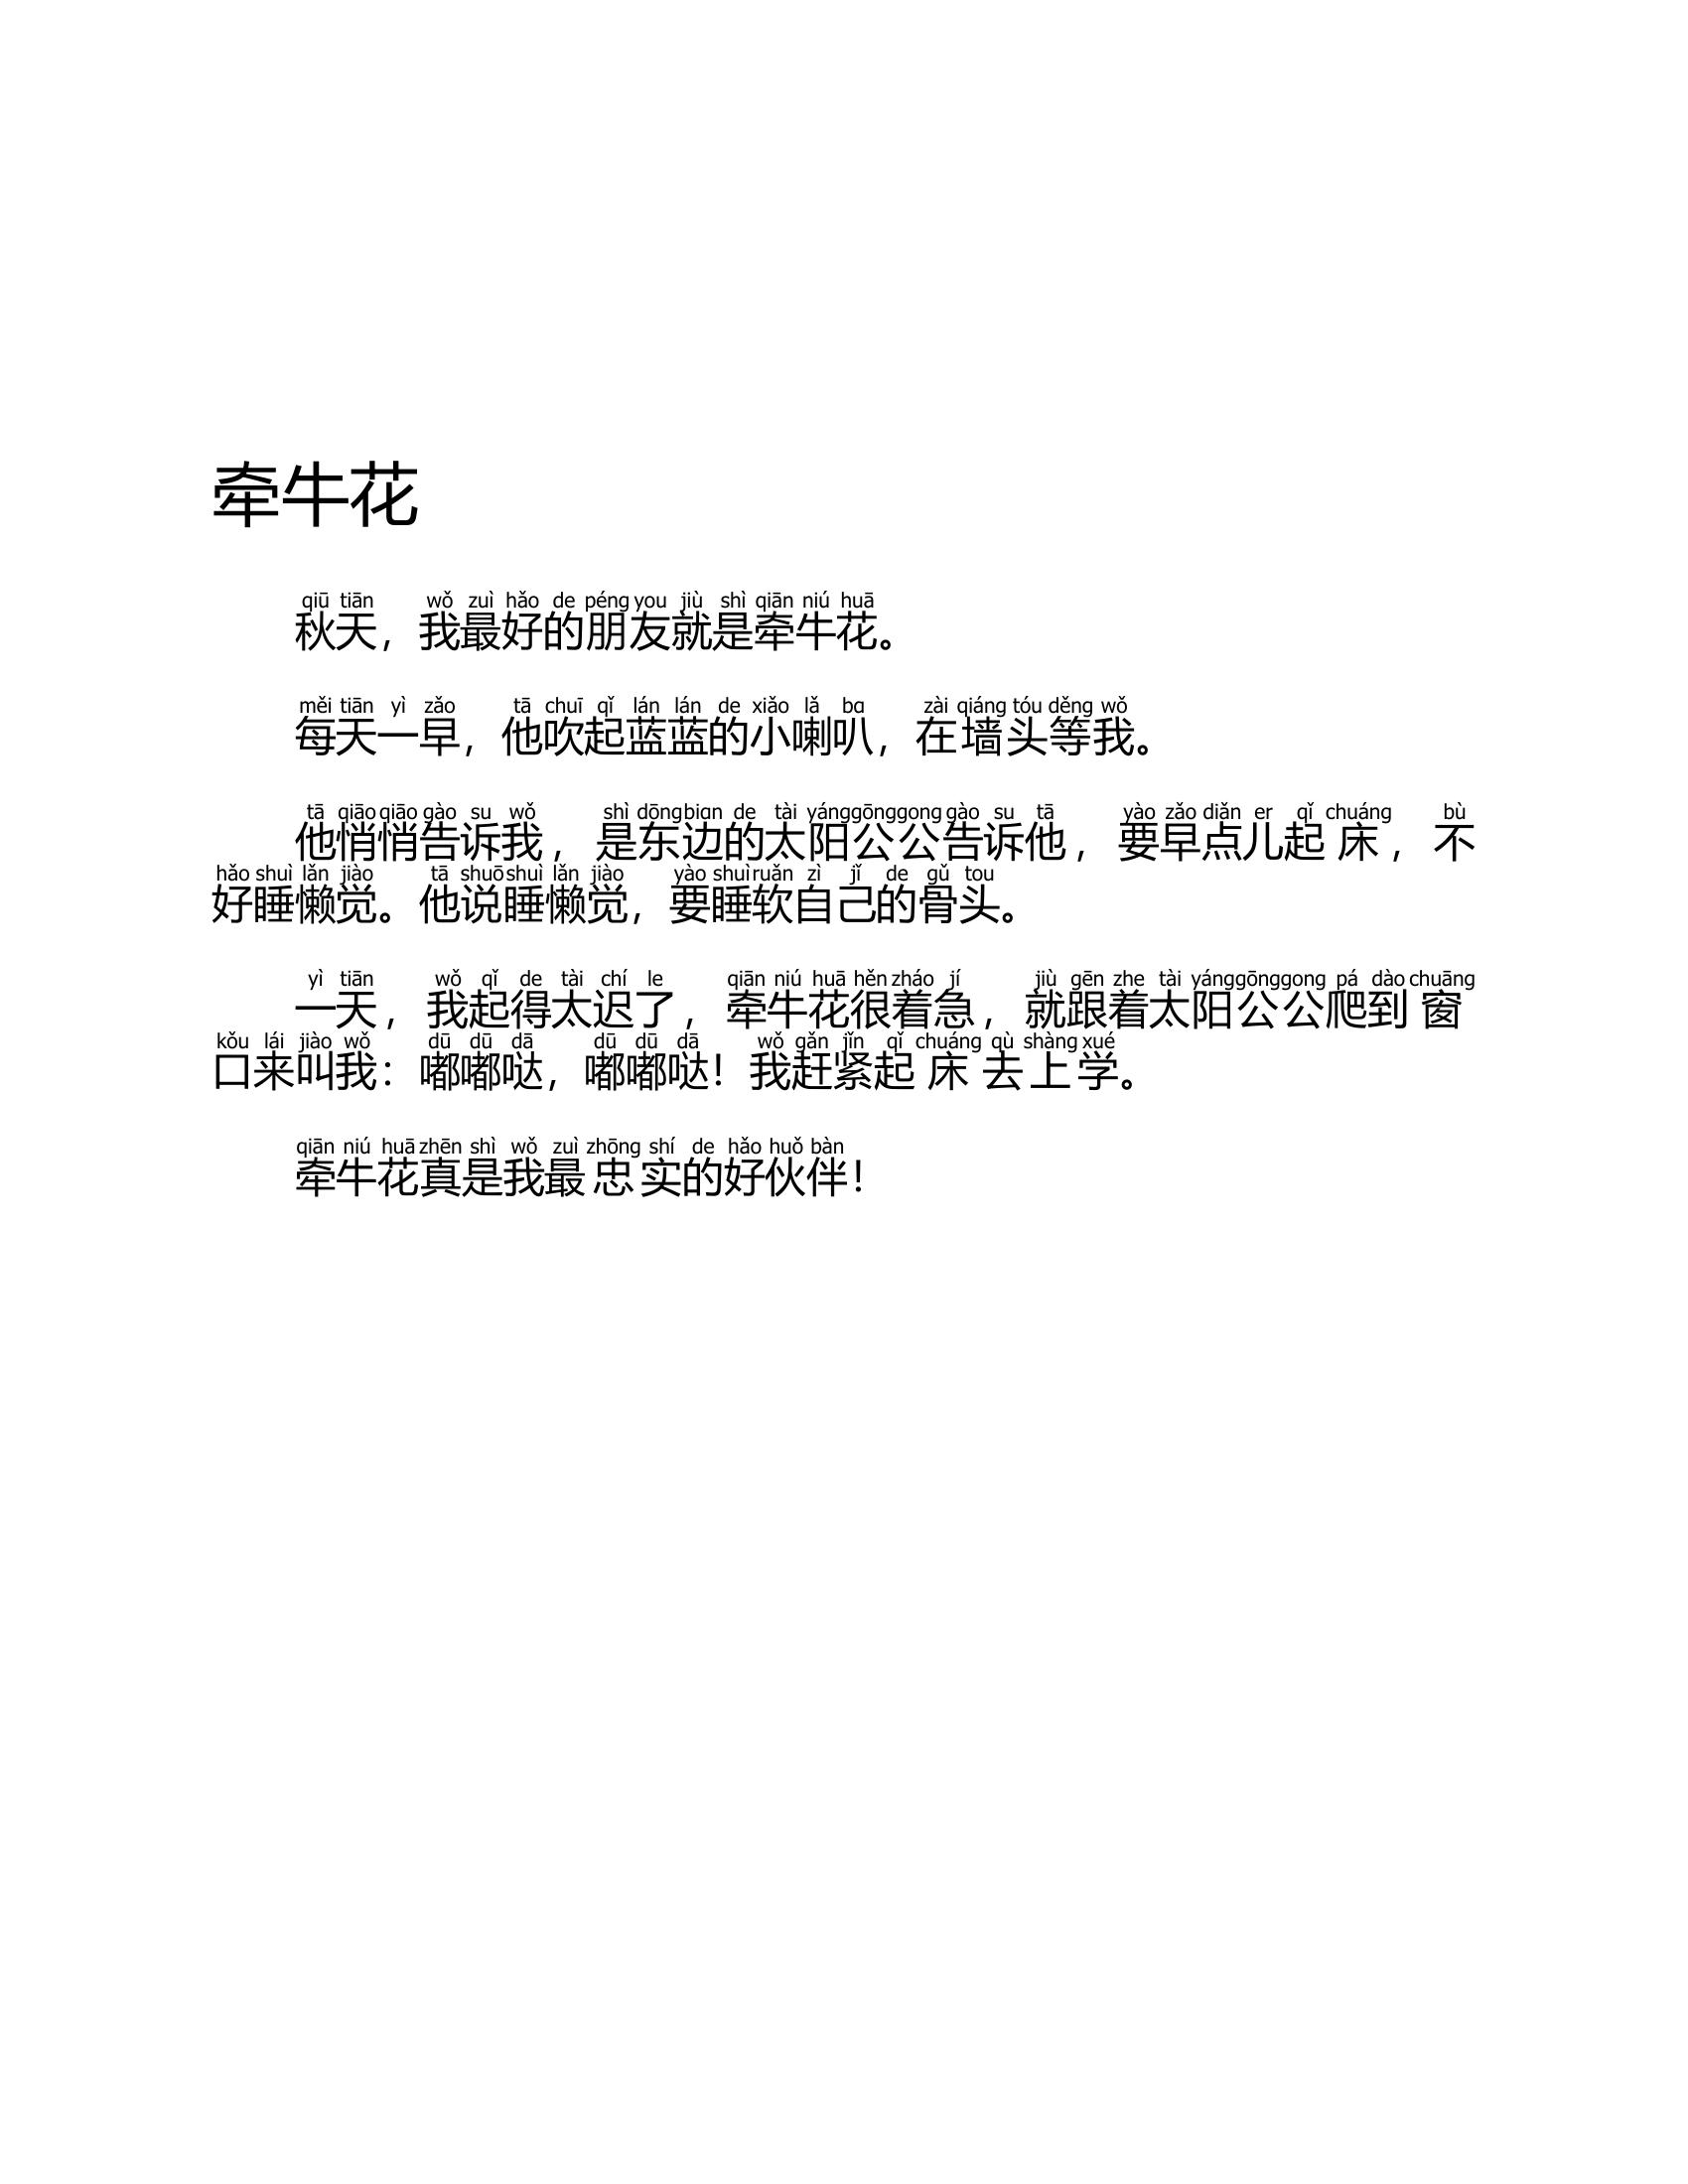 牵牛花
qiū tiān wǒ zuì hǎo de péng you jiù shì qiān niú huā
秋天，我最好的朋友就是牵牛花。
měi tiān yì zǎo tā chuī qǐ lán lán de xiǎo lǎ bɑ zài qiáng tóu děng wǒ
每天一早，他吹起蓝蓝的小喇叭，在墙头等我。
tā qiāo qiāo gào su wǒ shì dōng biɑn de tài yáng gōng gong gào su tā yào zǎo diǎn er qǐ chuáng bù
他悄悄告诉我，是东边的太阳公公告诉他，要早点儿起床，不
hǎo shuì lǎn jiào tā shuō shuì lǎn jiào yào shuì ruǎn zì jǐ de gǔ tou
好睡懒觉。他说睡懒觉，要睡软自己的骨头。
yì tiān wǒ qǐ de tài chí le qiān niú huā hěn zháo jí jiù gēn zhe tài yáng gōng gong pá dào chuāng
一天，我起得太迟了，牵牛花很着急，就跟着太阳公公爬到窗
kǒu lái jiào wǒ dū dū dā dū dū dā wǒ gǎn jǐn qǐ chuáng qù shàng xué
口来叫我：嘟嘟哒，嘟嘟哒！我赶紧起床去上学。
qiān niú huā zhēn shì wǒ zuì zhōng shí de hǎo huǒ bàn
牵牛花真是我最忠实的好伙伴！